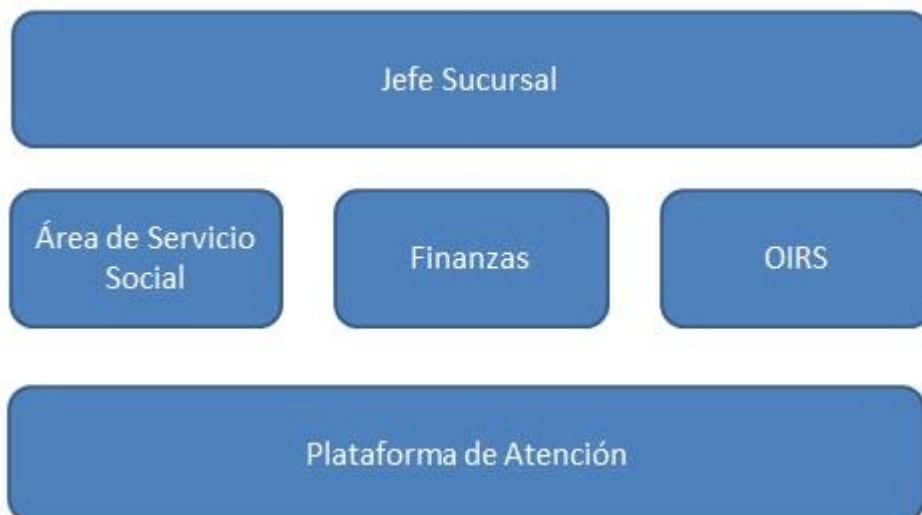 Jefe Sucursal
Área de Servicio
Social
Finanzas
OIRS
Plataforma de Atención